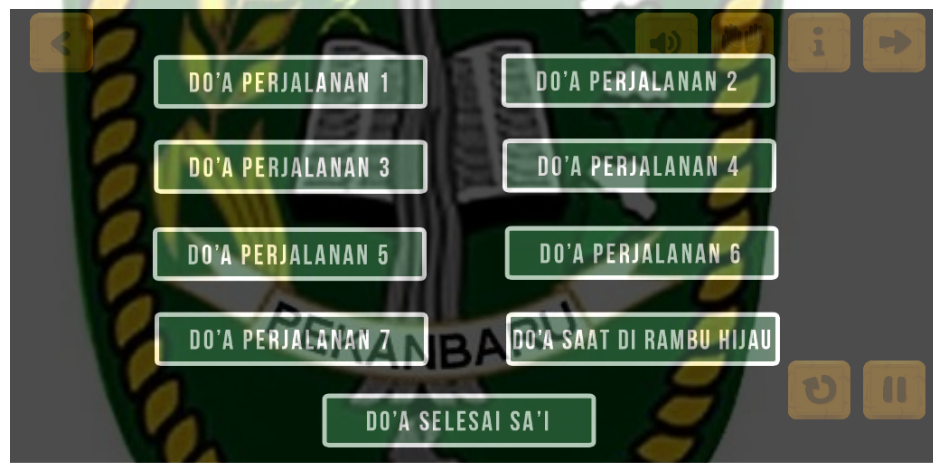 DO'A PERJALANAN 1
DO'A PERJALANAN 2
DO'A PERJALANAN 3
DO'A PERJALANAN 4
DO'A PERJALANAN 5
DO'A PERJALANAN 6
DO'A PERJALANAN 7
DO'A SAAT DI RAMBU HIJAU
PEKANBARU
DO'A SELESAI SA'I